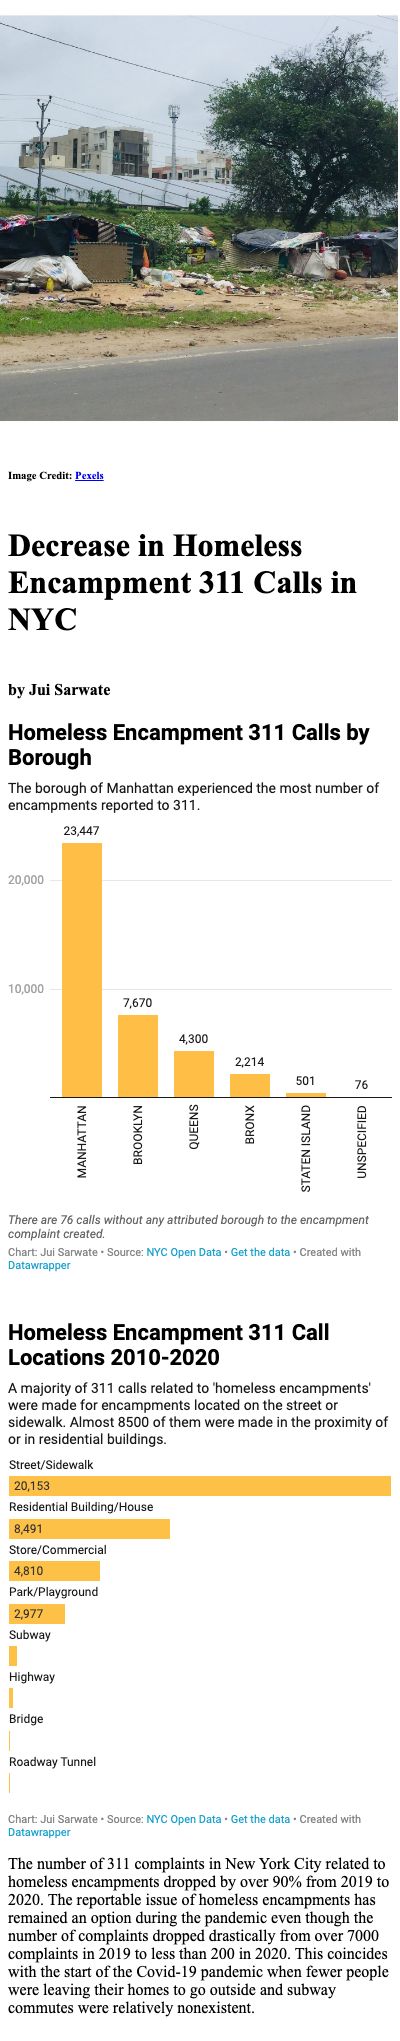 Image Credit: Pexels
Decrease in Homeless
Encampment 311 Calls in
NYC
by Jui Sarwate
Homeless Encampment 311 Calls by
Borough
The borough of Manhattan experienced the most number of
encampments reported to 311.
23,447
20,000
10,000
7,670
4,300
2,214
501
76
MANHATTAN
BROOKLYN
QUEENS
BRONX
STATEN ISLAND
UNSPECIFIED
There are 76 calls without any attributed borough to the encampment
complaint created.
Chart: Jui Sarwate • Source: NYC Open Data • Get the data • Created with
Datawrapper
Homeless Encampment 311 Call
Locations 2010-2020
A majority of 311 calls related to 'homeless encampments'
were made for encampments located on the street or
sidewalk. Almost 8500 of them were made in the proximity of
or in residential buildings.
Street/Sidewalk
20,153
Residential Building/House
8,491
Store/Commercial
4,810
Park/Playground
2,977
Subway
Highway
Bridge
Roadway Tunnel
Chart: Jui Sarwate • Source: NYC Open Data • Get the data • Created with
Datawrapper
The number of 311 complaints in New York City related to
homeless encampments dropped by over 90% from 2019 to
2020. The reportable issue of homeless encampments has
remained an option during the pandemic even though the
number of complaints dropped drastically from over 7000
complaints in 2019 to less than 200 in 2020. This coincides
with the start of the Covid-19 pandemic when fewer people
were leaving their homes to go outside and subway
commutes were relatively nonexistent.